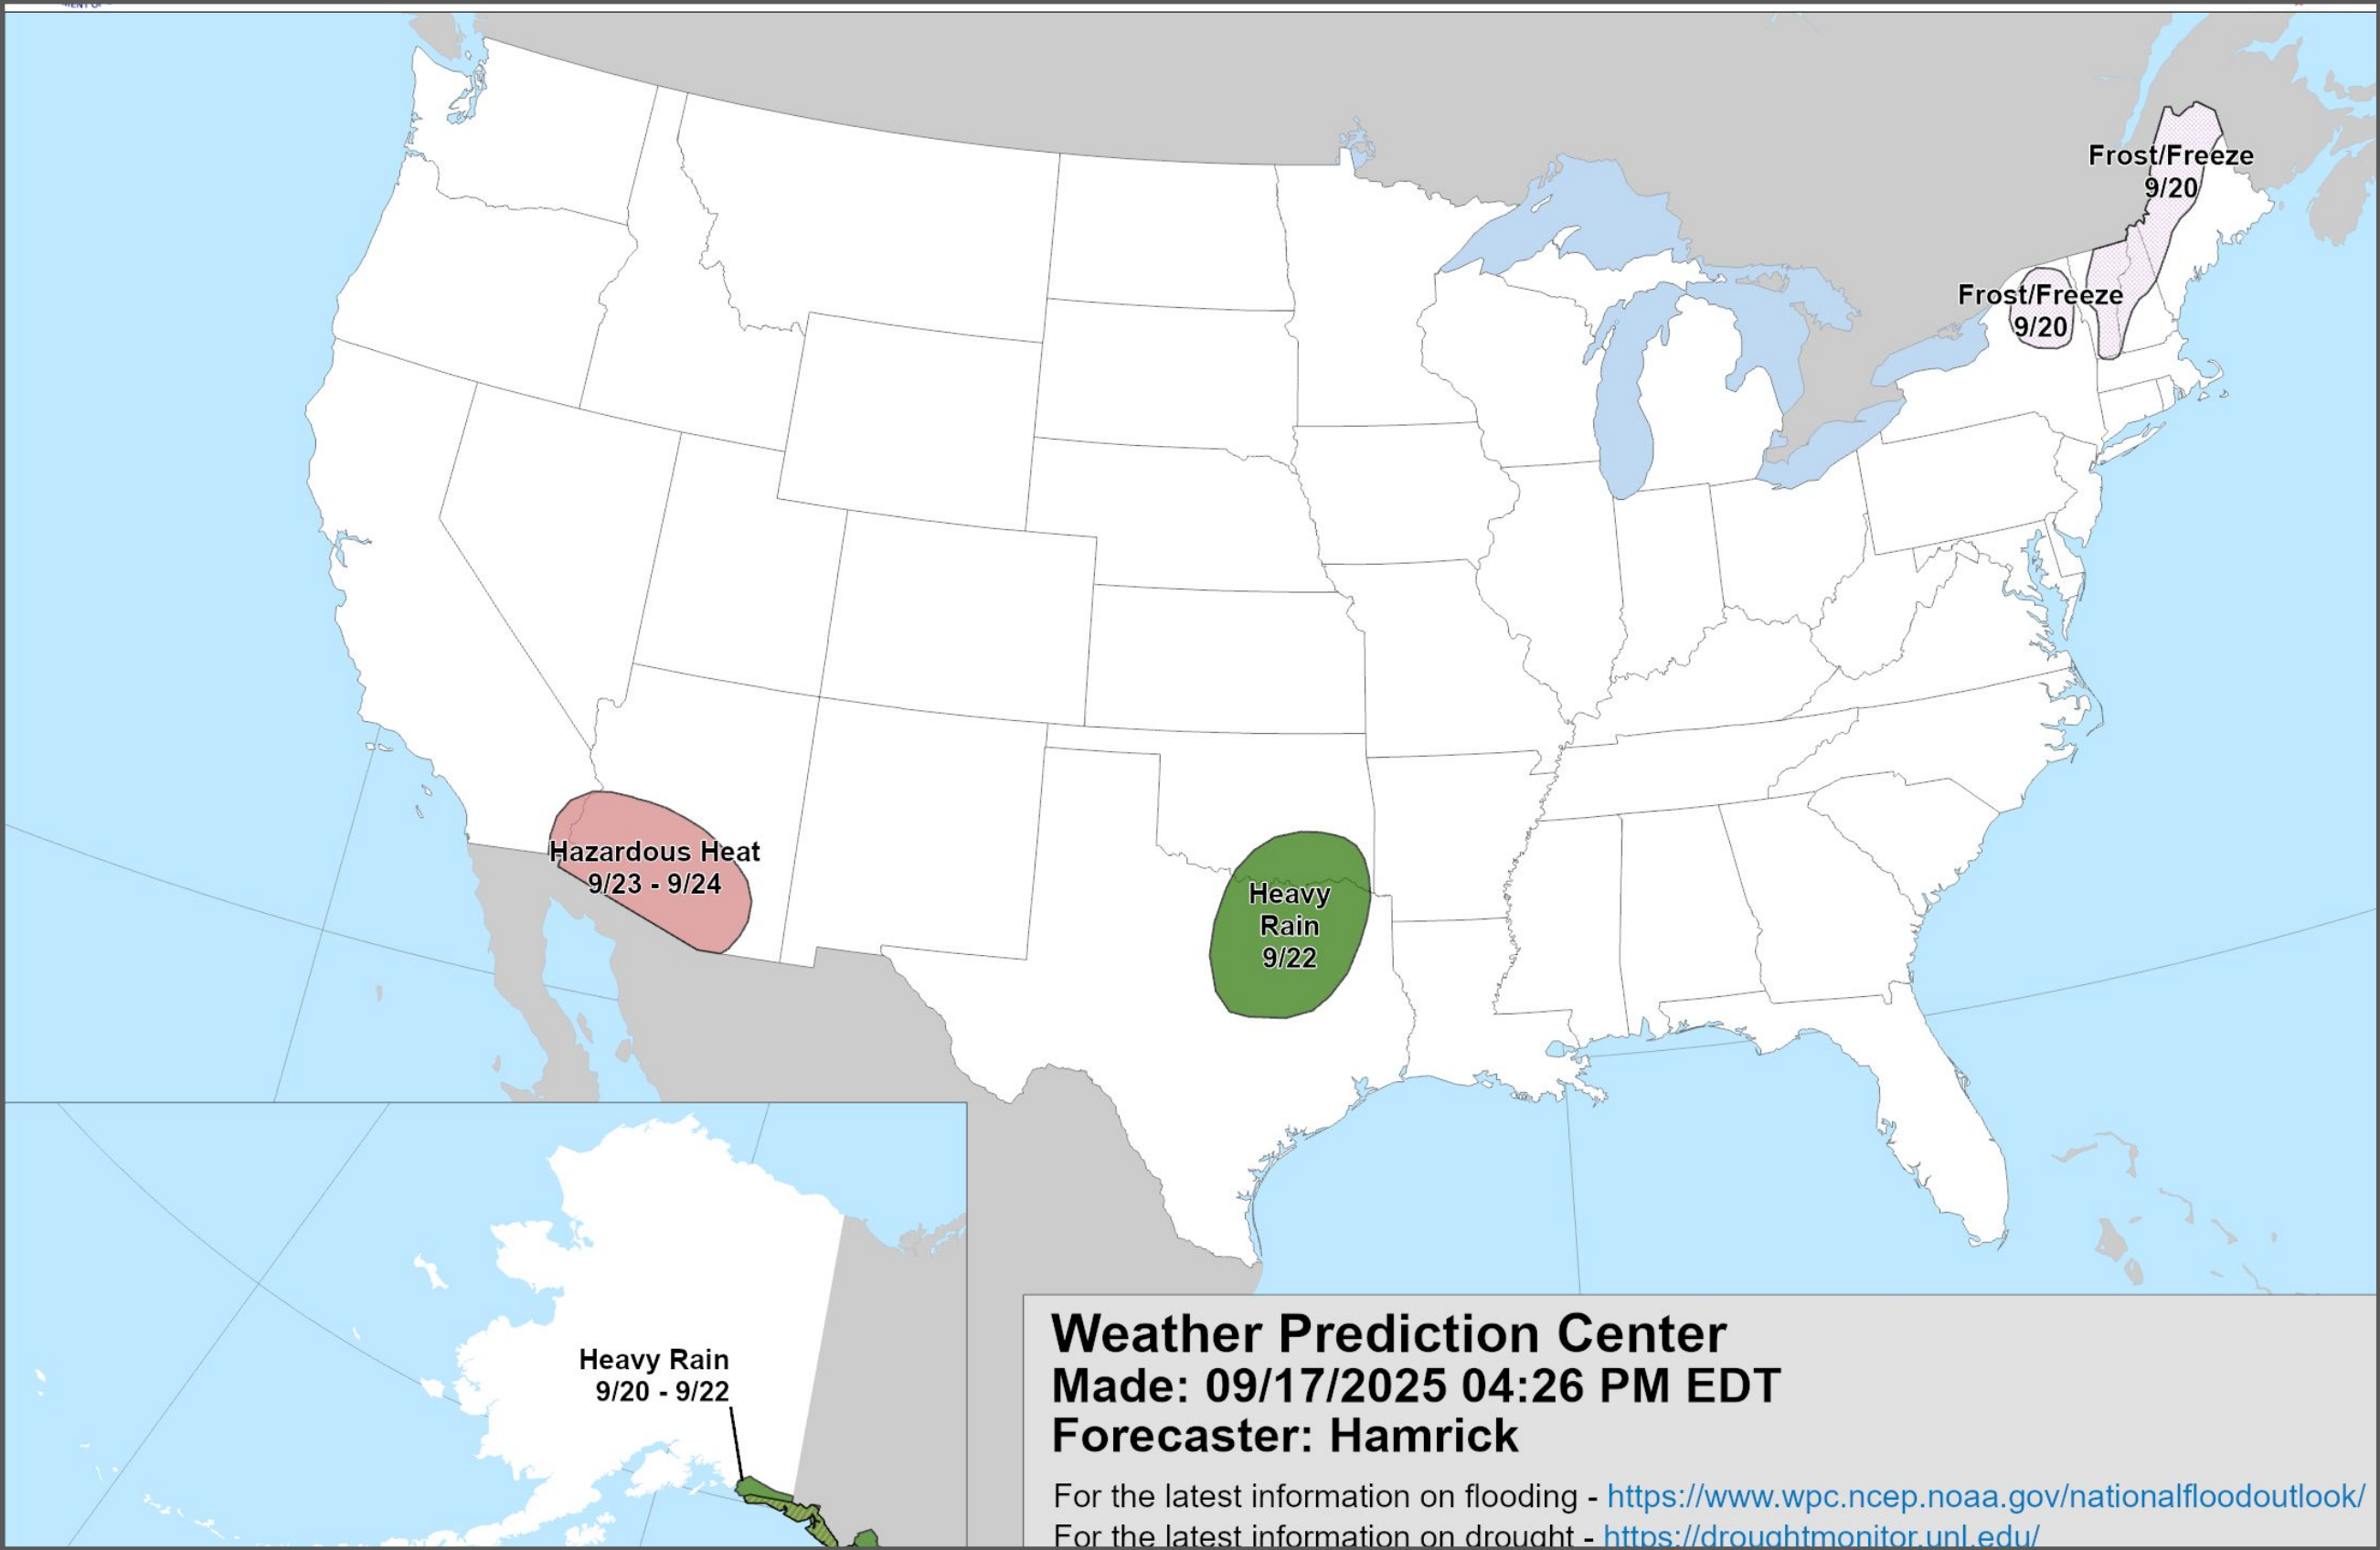 Frost/Freeze
9/20
Frost/Freeze
9/20
Hazardous Heat
9/23 - 9/24
Heavy
Rain
9/22
Heavy Rain
9/20 - 9/22
Weather Prediction Center
Made: 09/17/2025 04:26 PM EDT
Forecaster: Hamrick
For the latest information on flooding - https://www.wpc.ncep.noaa.gov/nationalfloodoutlook/
For the latest information on drought - https://droughtmonitor.unl.edu/